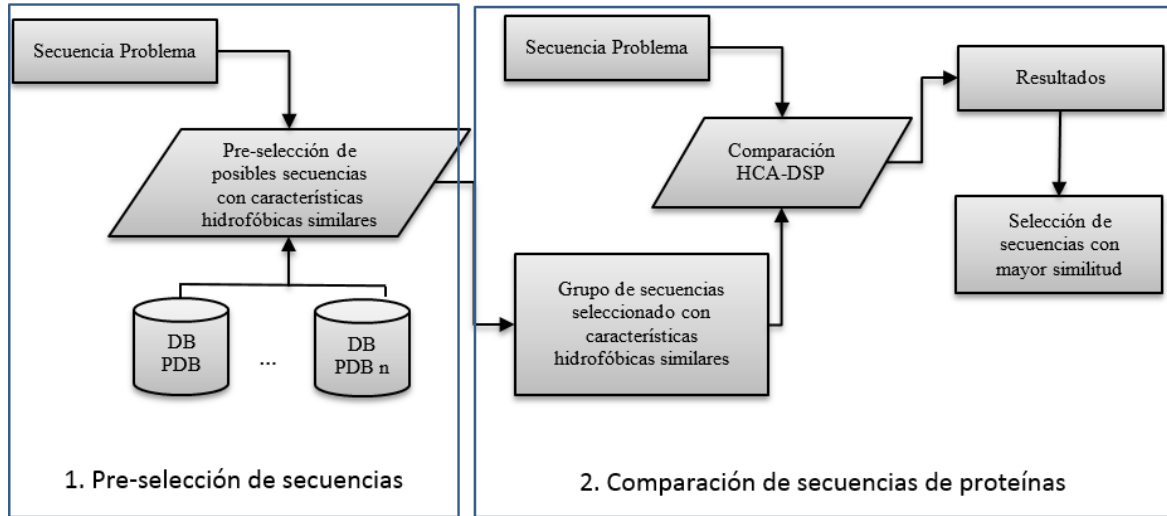 Secuencia Problema
Pre-selección de
posibles secuencias
con características
hidrofóbicas similares
DB
PDB
...
DB
PDB n
1. Pre-selección de secuencias
Secuencia Problema
Comparación
HCA-DSP
Grupo de secuencias
seleccionado con
características
hidrofóbicas similares
Resultados
Selección de
secuencias con
mayor similitud
2. Comparación de secuencias de proteínas